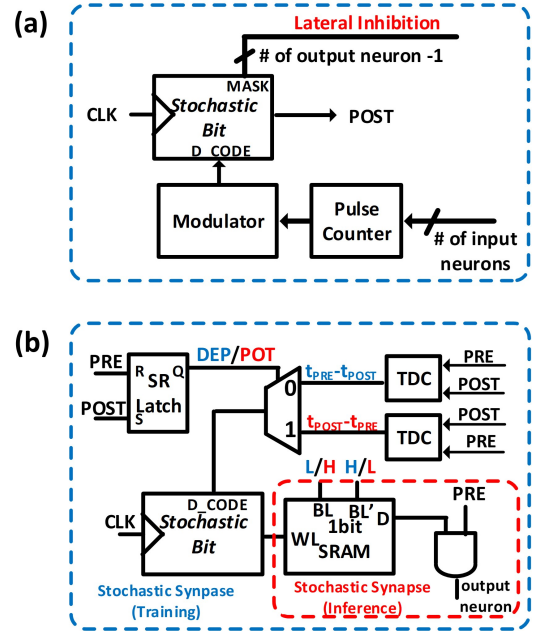 (a)
Lateral Inhibition
# of output neuron -1
MASK
CLK
Stochastic
Bit
POST
D_CODE
Modulator
Pulse
Counter
# of input
neurons
(b)
PRE
DEP/POT
R
Q
SR
Latch
POST
S
0
1
tPRE-tPOST
TDC
PRE
POST
tPOST-tPRE
TDC
POST
PRE
L/H
H/L
D_CODE
CLK
Stochastic
Bit
BL
BL'
D
1bit
WL
SRAM
PRE
Stochastic Synpase
(Training)
Stochastic Synapse
(Inference)
output
neuron